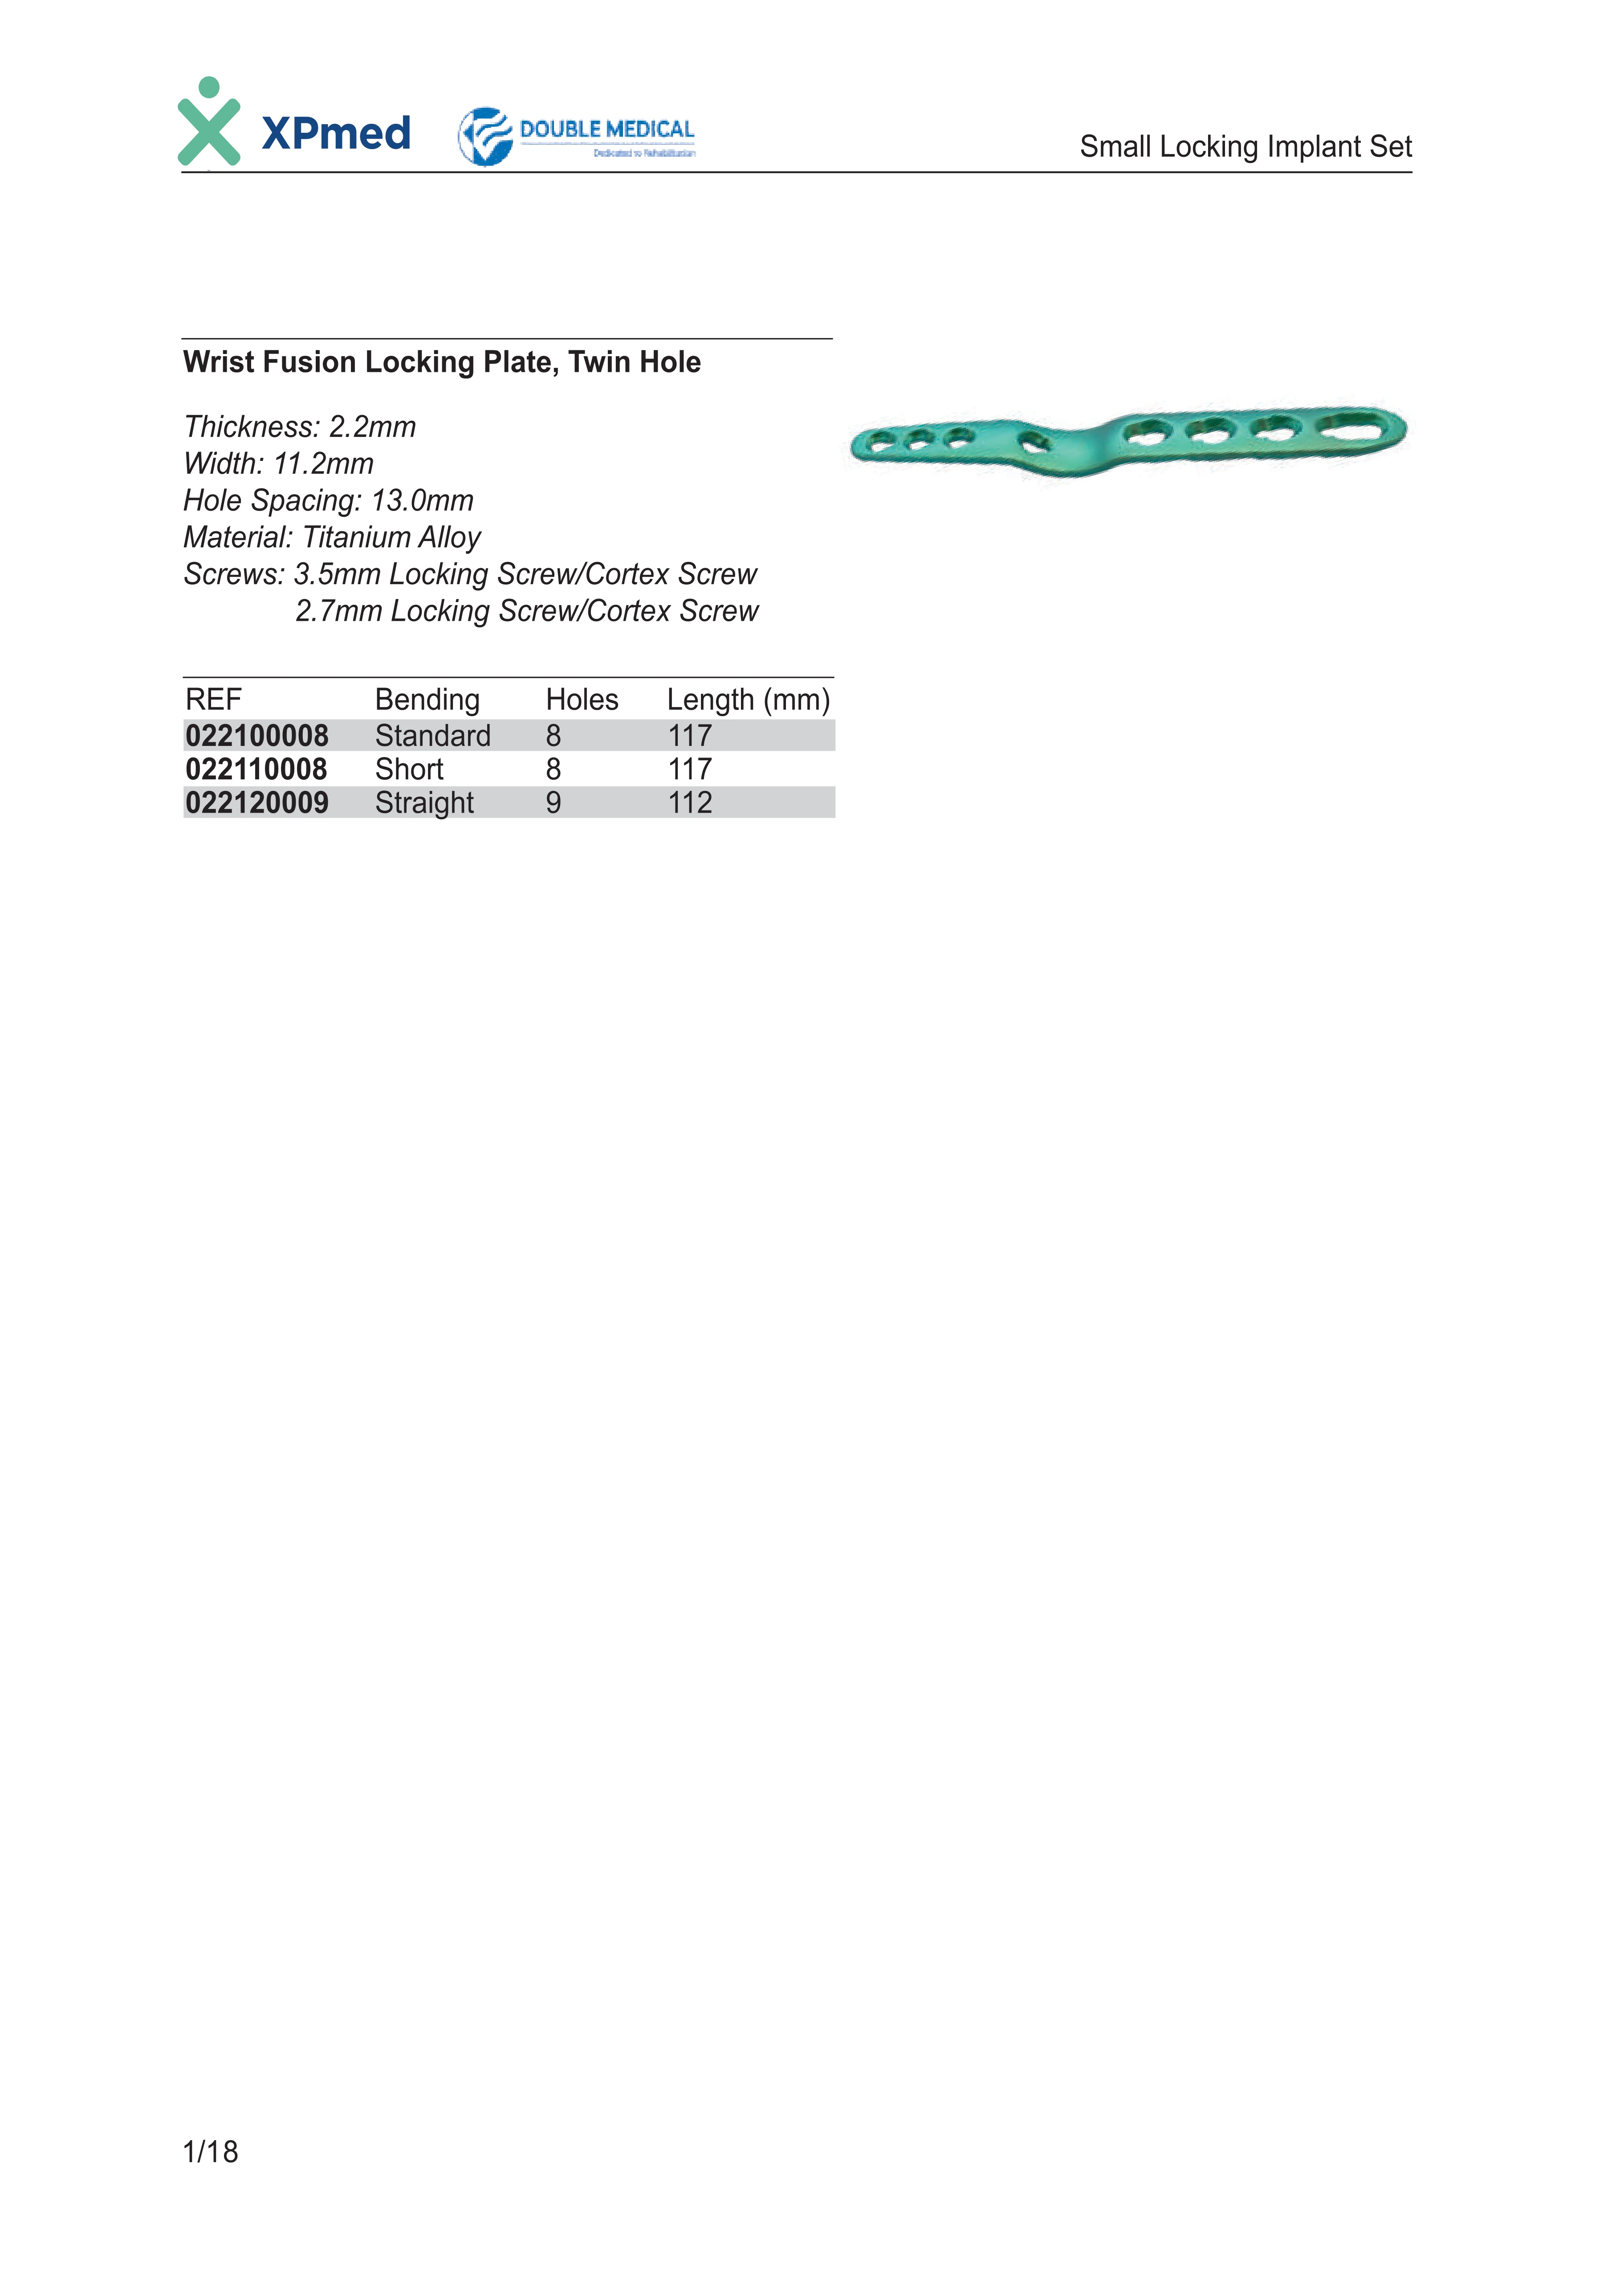 XPmed
DOUBLE MEDICAL
Dedicated to Rehabilitation
Small Locking Implant Set
Wrist Fusion Locking Plate, Twin Hole
Thickness: 2.2mm
Width: 11.2mm
Hole Spacing: 13.0mm
Material: Titanium Alloy
Screws: 3.5mm Locking Screw/Cortex Screw
2.7mm Locking Screw/Cortex Screw
REF Bending Holes Length (mm)
022100008 Standard 8 117
022110008 Short 8 117
022120009 Straight 9 112
1/18